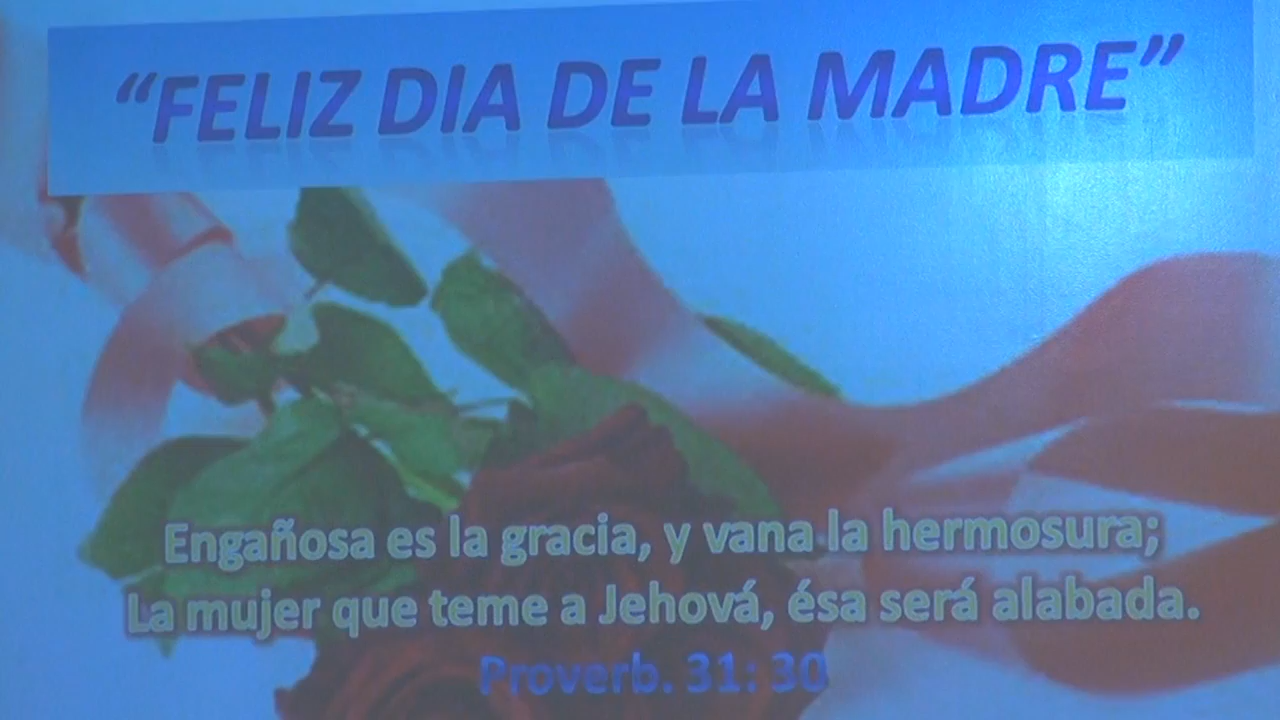 “FELIZ DIA DE LA MADRE”
Engañosa es la gracia, y vana la hermosura;
La mujer que teme a Jehová, ésa será alabada.
Proverb. 31: 30